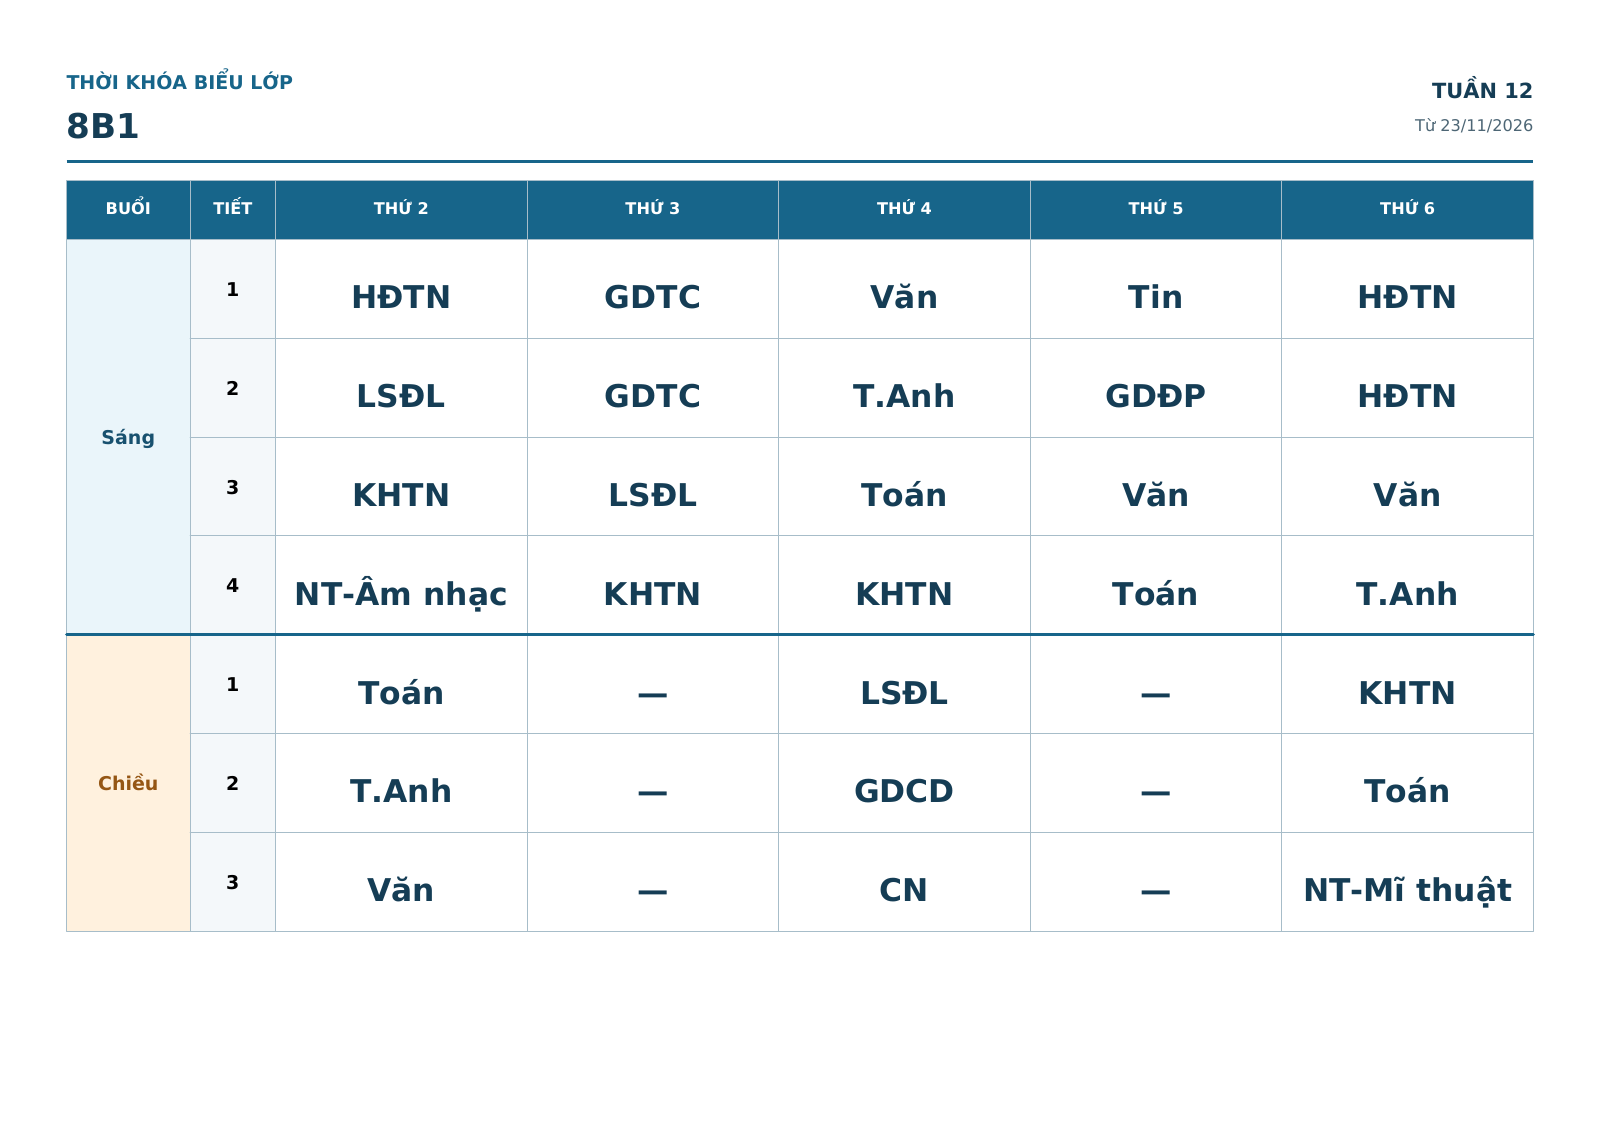 THỜI KHÓA BIỂU LỚP
8B1
TUẦN 12
Từ 23/11/2026
BUỔI TIẾT THỨ 2 THỨ 3 THỨ 4 THỨ 5 THỨ 6
Sáng
1 HĐTN GDTC Văn Tin HĐTN
2 LSĐL GDTC T.Anh GDĐP HĐTN
3 KHTN LSĐL Toán Văn Văn
4 NT-Âm nhạc KHTN KHTN Toán T.Anh
Chiều
1 Toán — LSĐL — KHTN
2 T.Anh — GDCD — Toán
3 Văn — CN — NT-Mĩ thuật